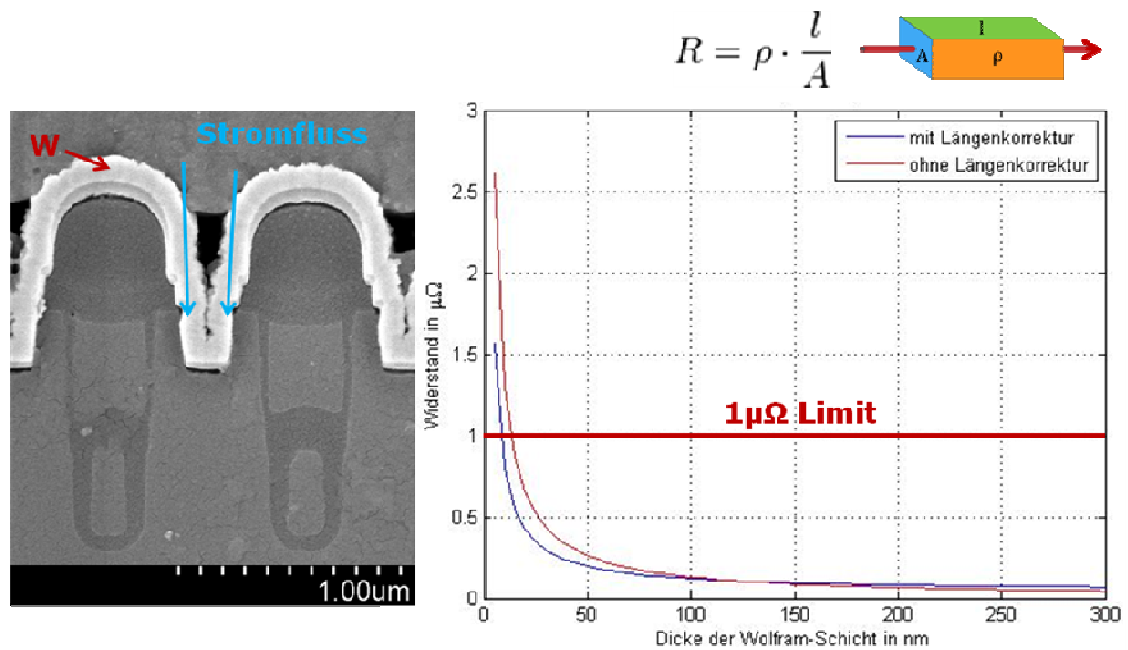 R = ρ · l/A
l
A
ρ
W
Stromfluss
1.00um
3
2.5
2
1.5
1
0.5
0
Widerstand in µΩ
mit Längenkorrektur
ohne Längenkorrektur
1µΩ Limit
0 50 100 150 200 250 300
Dicke der Wolfram-Schicht in nm